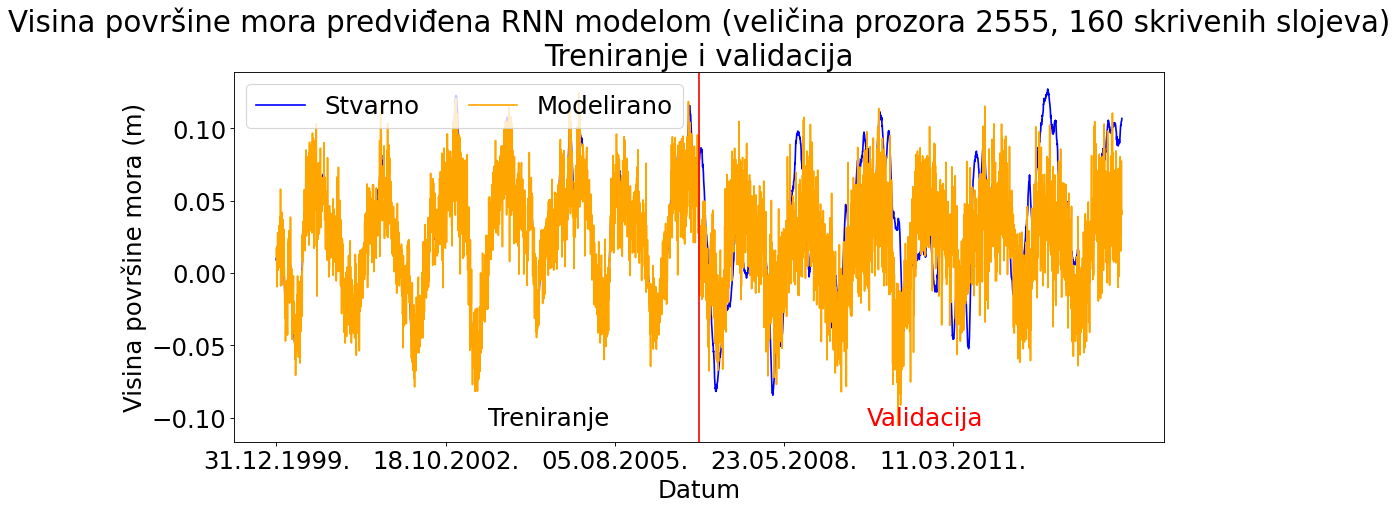 Visina površine mora predviđena RNN modelom (veličina prozora 2555, 160 skrivenih slojeva)
Treniranje i validacija
Stvarno
Modelirano
Visina površine mora (m)
0.10
0.05
0.00
−0.05
−0.10
Treniranje
Validacija
31.12.1999.
18.10.2002.
05.08.2005.
23.05.2008.
11.03.2011.
Datum